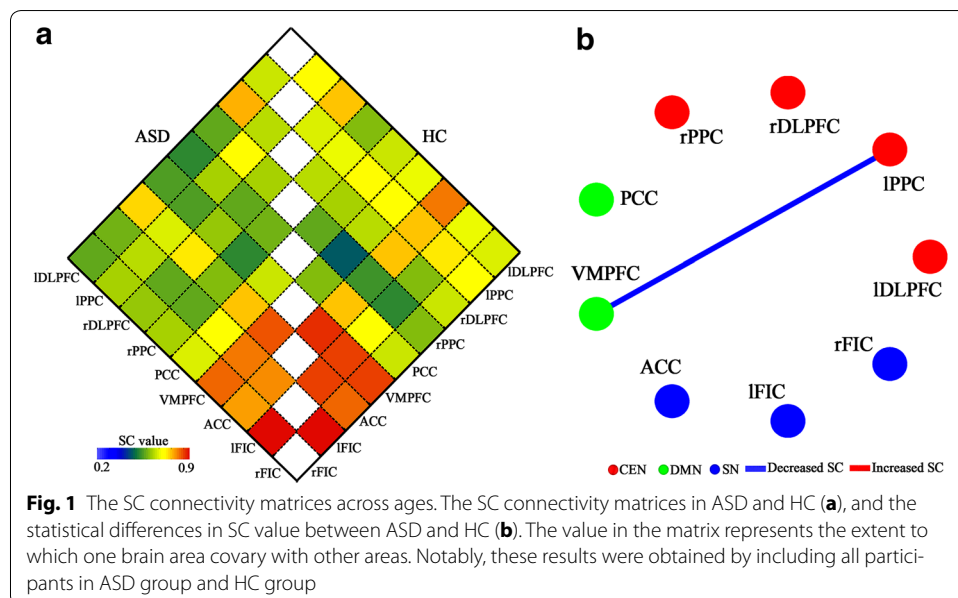 a
b
ASD
HC
lDLPFC
lPPC
rDLPFC
rPPC
PCC
VMPFC
ACC
lFIC
rFIC
lDLPFC
lPPC
rDLPFC
rPPC
PCC
VMPFC
ACC
lFIC
rFIC
SC value
0.2 0.9
rPPC
rDLPFC
lPPC
PCC
VMPFC
lDLPFC
rFIC
ACC
lFIC
CEN DMN SN Decreased SC Increased SC
Fig. 1 The SC connectivity matrices across ages. The SC connectivity matrices in ASD and HC (a), and the
statistical differences in SC value between ASD and HC (b). The value in the matrix represents the extent to
which one brain area covary with other areas. Notably, these results were obtained by including all partici-
pants in ASD group and HC group